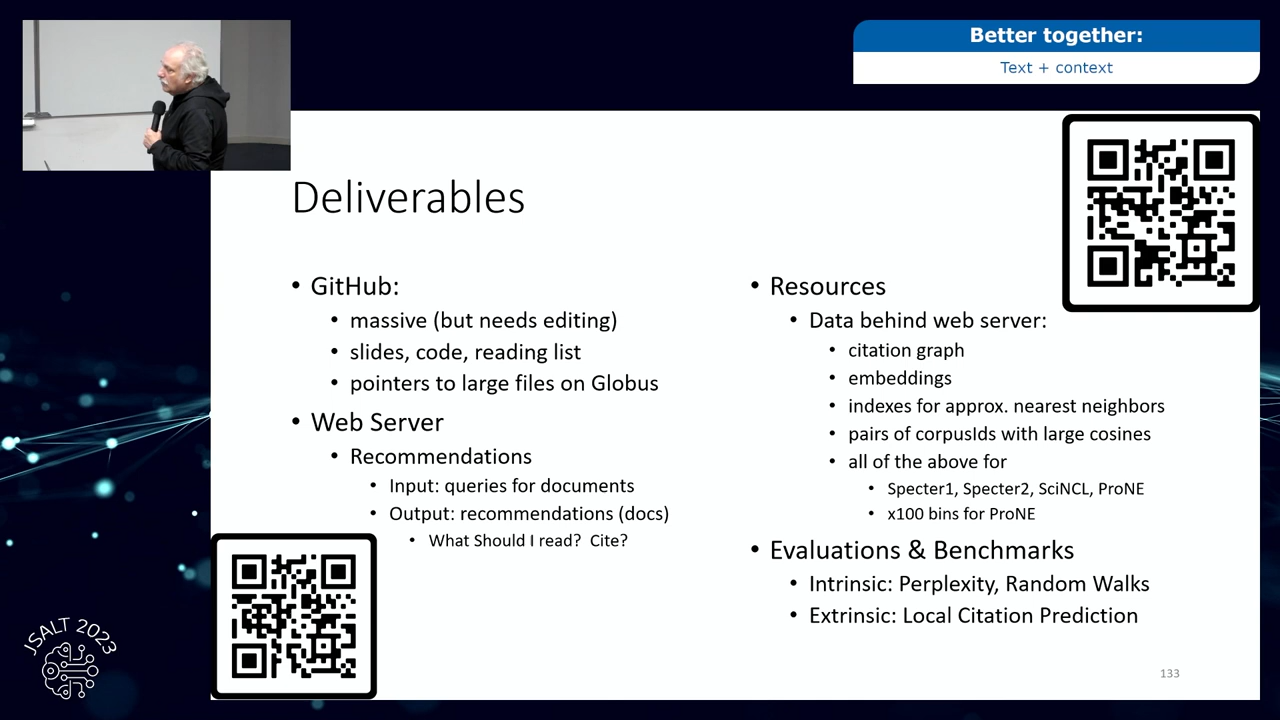 Better together:
Text + context
Deliverables
• GitHub:
• massive (but needs editing)
• slides, code, reading list
• pointers to large files on Globus
• Web Server
• Recommendations
• Input: queries for documents
• Output: recommendations (docs)
• What Should I read? Cite?
• Resources
• Data behind web server:
• citation graph
• embeddings
• indexes for approx. nearest neighbors
• pairs of corpusIds with large cosines
• all of the above for
• Specter1, Specter2, SciNCL, ProNE
• x100 bins for ProNE
• Evaluations & Benchmarks
• Intrinsic: Perplexity, Random Walks
• Extrinsic: Local Citation Prediction
133
JSALT 2023